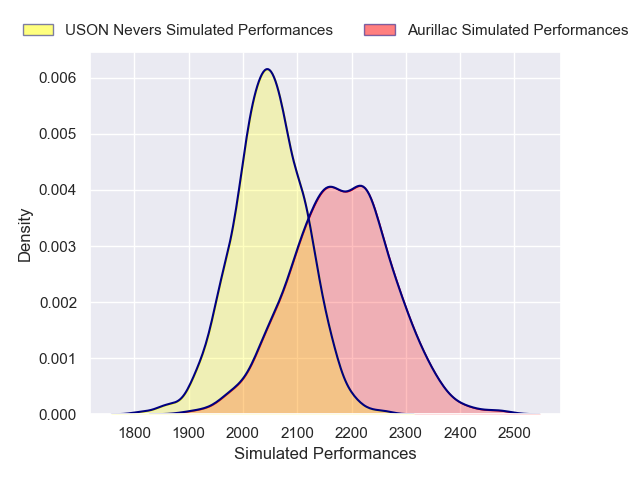 USON Nevers Simulated Performances Aurillac Simulated Performances
0.006
0.005
0.004
0.003
0.002
0.001
0.000
Density
1800 1900 2000 2100 2200 2300 2400 2500
Simulated Performances